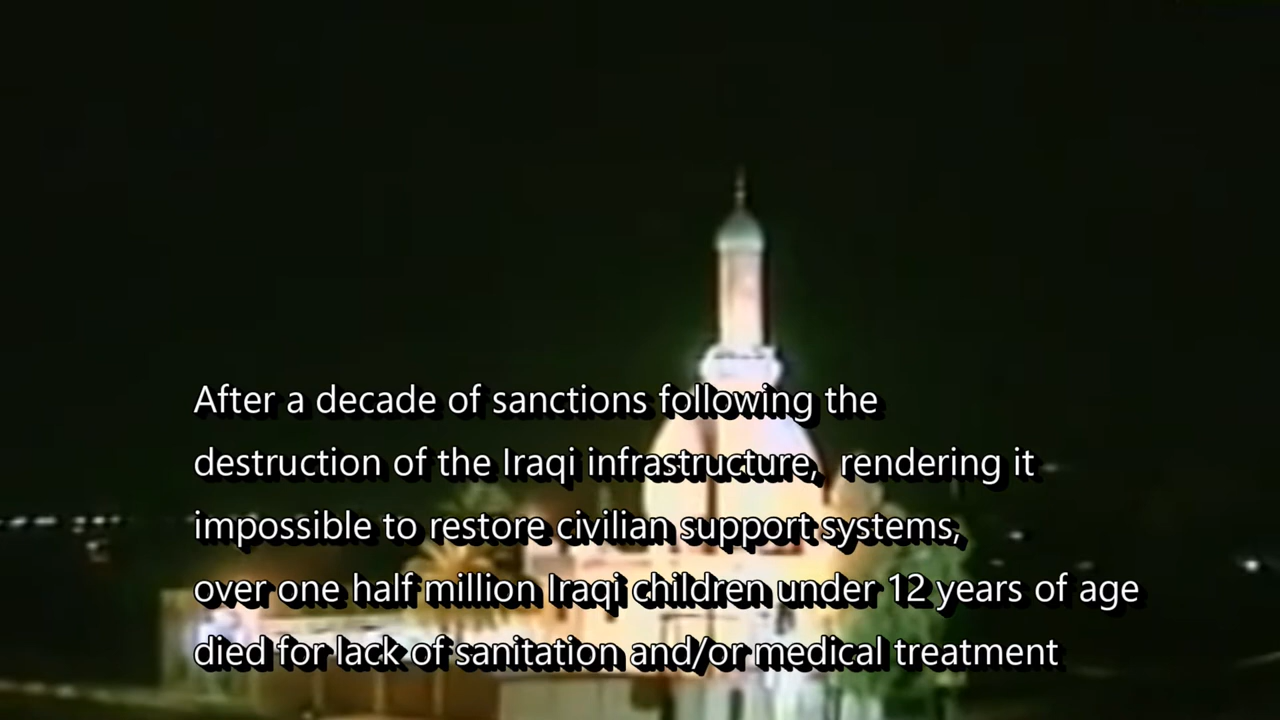 After a decade of sanctions following the
destruction of the Iraqi infrastructure,  rendering it
impossible to restore civilian support systems,
over one half million Iraqi children under 12 years of age
died for lack of sanitation and/or medical treatment